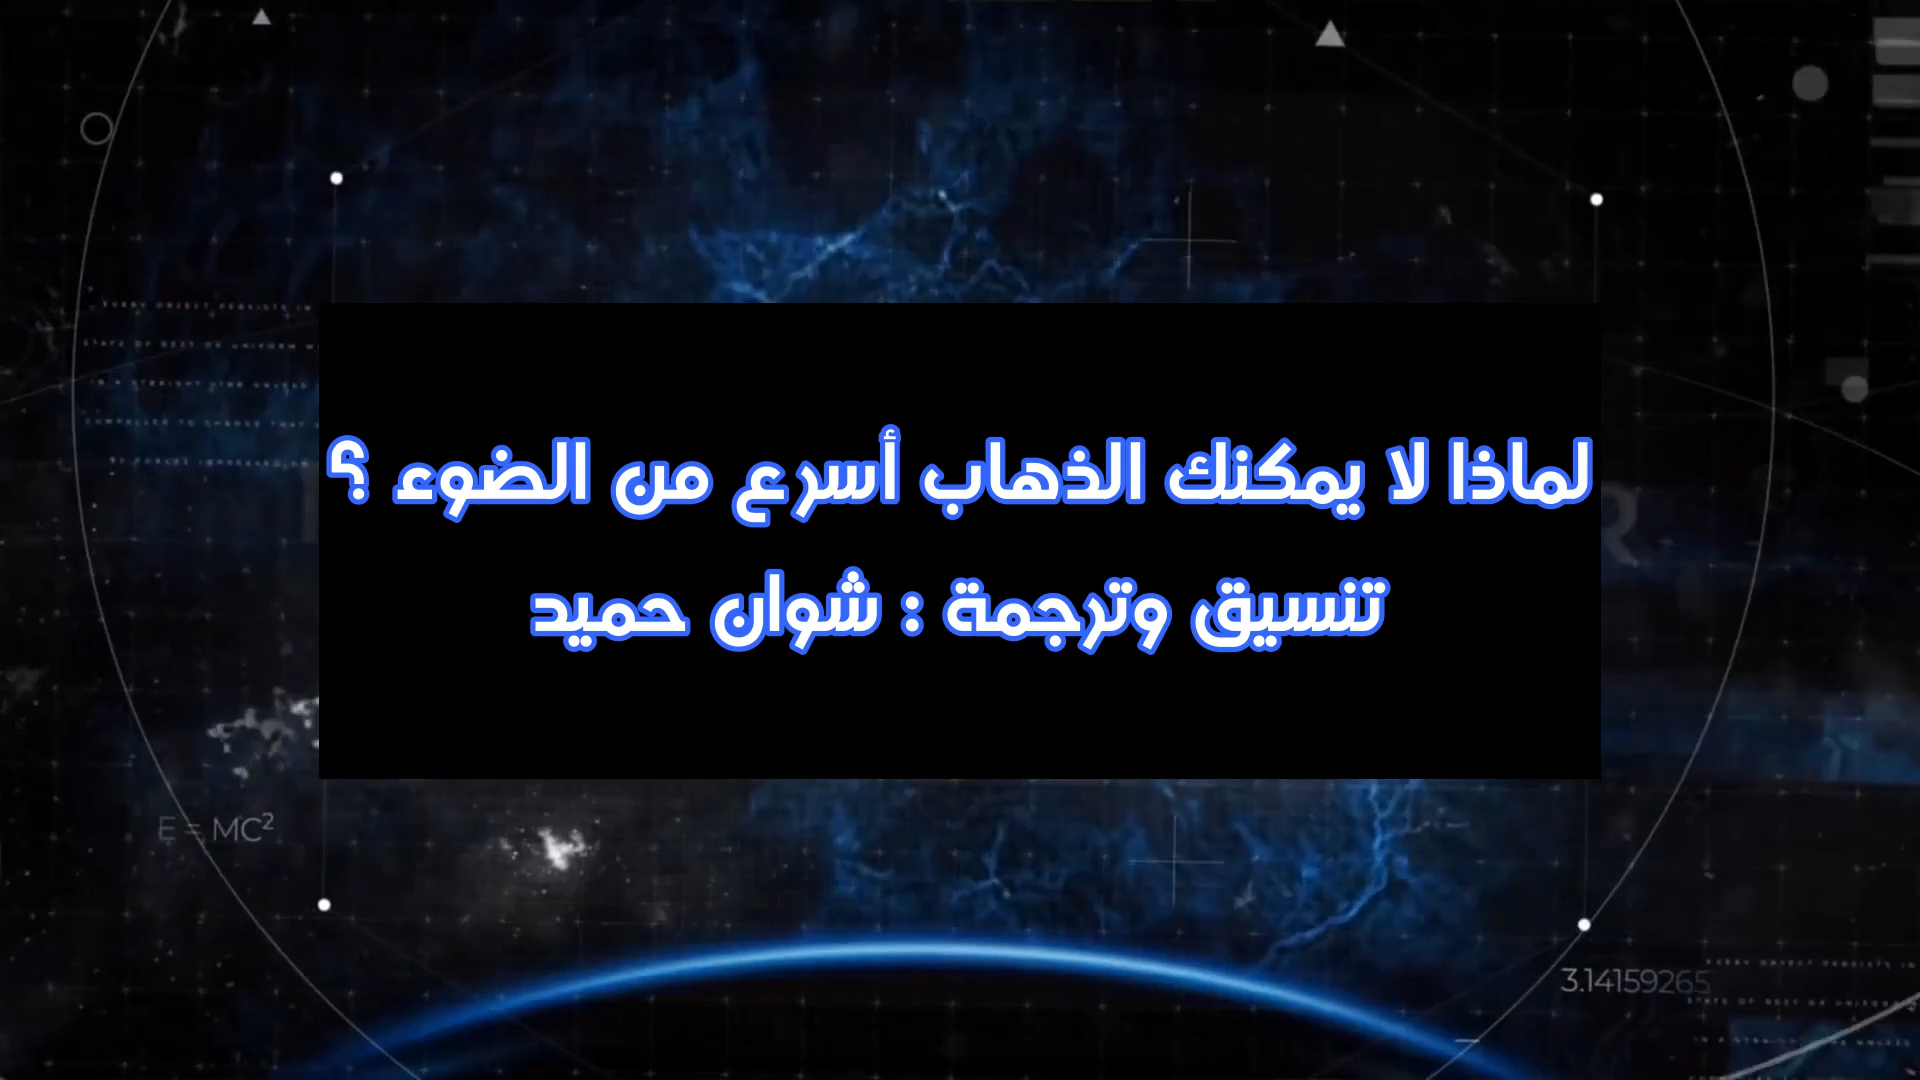 لماذا لا يمكنك الذهاب أسرع من الضوء ؟
تنسيق وترجمة : شوان حميد
E = MC²
3.14159265